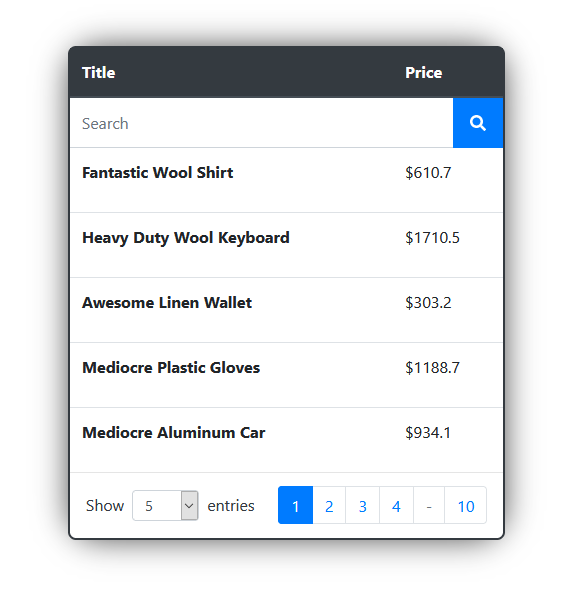 Title Price
Search
Fantastic Wool Shirt $610.7
Heavy Duty Wool Keyboard $1710.5
Awesome Linen Wallet $303.2
Mediocre Plastic Gloves $1188.7
Mediocre Aluminum Car $934.1
Show 5 entries 1 2 3 4 - 10